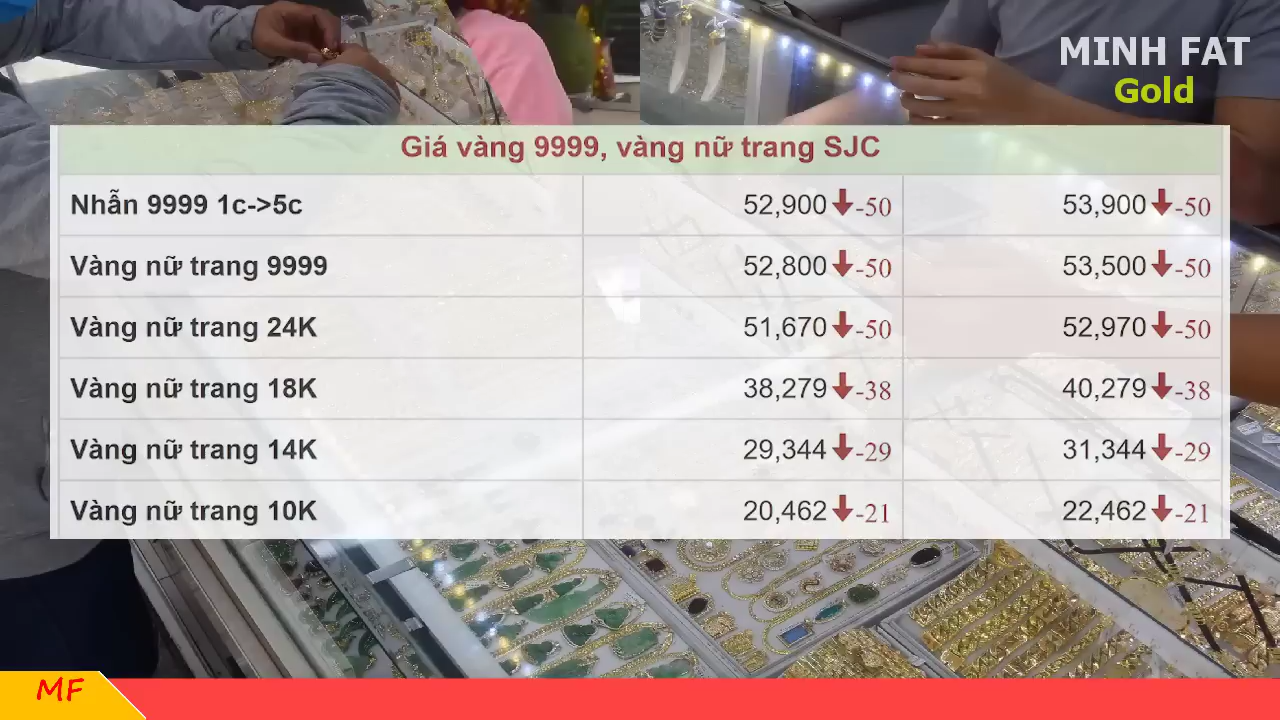 MINH FAT
Gold
Giá vàng 9999, vàng nữ trang SJC
Nhẫn 9999 1c->5c 52,900 -50 53,900 -50
Vàng nữ trang 9999 52,800 -50 53,500 -50
Vàng nữ trang 24K 51,670 -50 52,970 -50
Vàng nữ trang 18K 38,279 -38 40,279 -38
Vàng nữ trang 14K 29,344 -29 31,344 -29
Vàng nữ trang 10K 20,462 -21 22,462 -21
MF